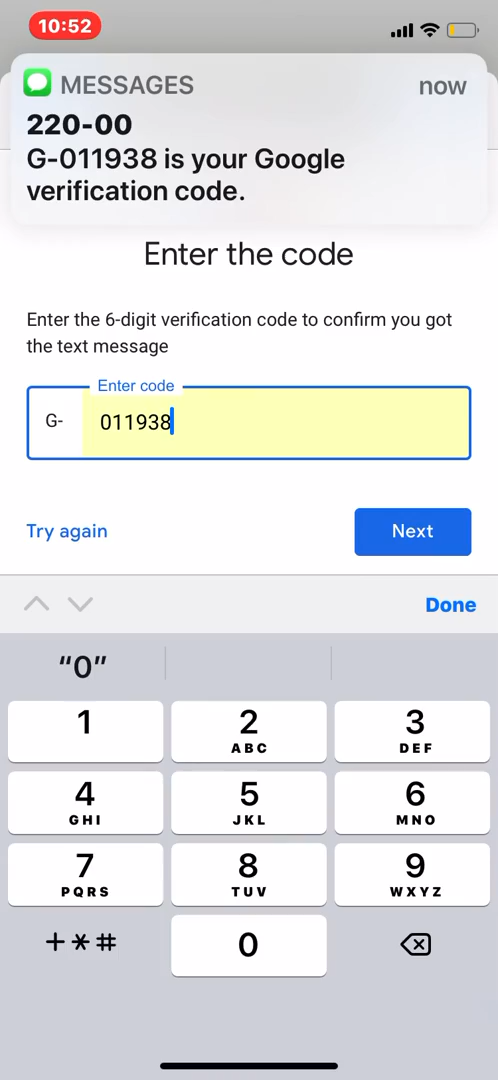 10:52
MESSAGES now
220-00
G-011938 is your Google
verification code.
Enter the code
Enter the 6-digit verification code to confirm you got
the text message
Enter code
G- 011938
Try again Next
Done
“0”
1 2 3
ABC DEF
4 5 6
GHI JKL MNO
7 8 9
PQRS TUV WXYZ
+*# 0